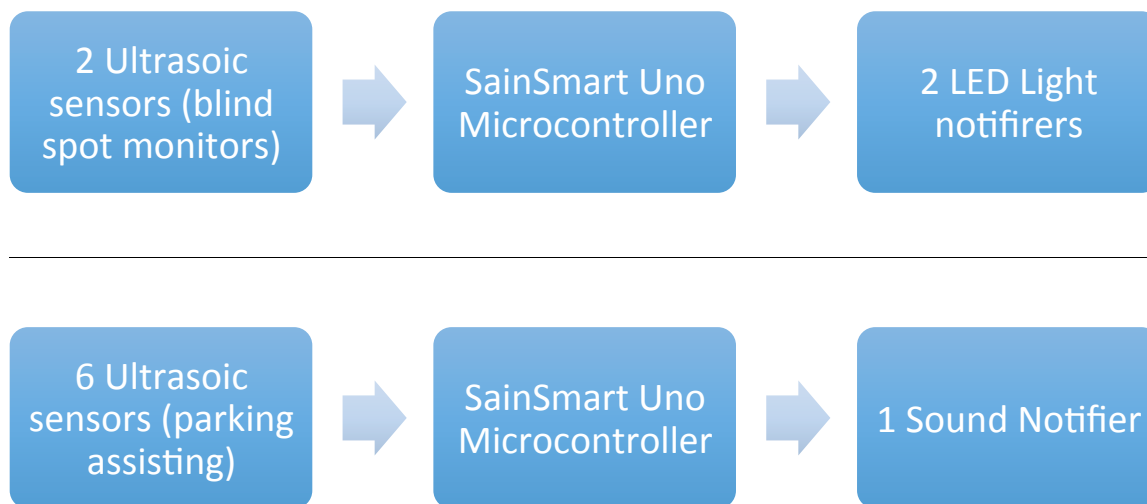 2 Ultrasoic
sensors (blind
spot monitors)
SainSmart Uno
Microcontroller
2 LED Light
notifirers
6 Ultrasoic
sensors (parking
assisting)
SainSmart Uno
Microcontroller
1 Sound Notifier